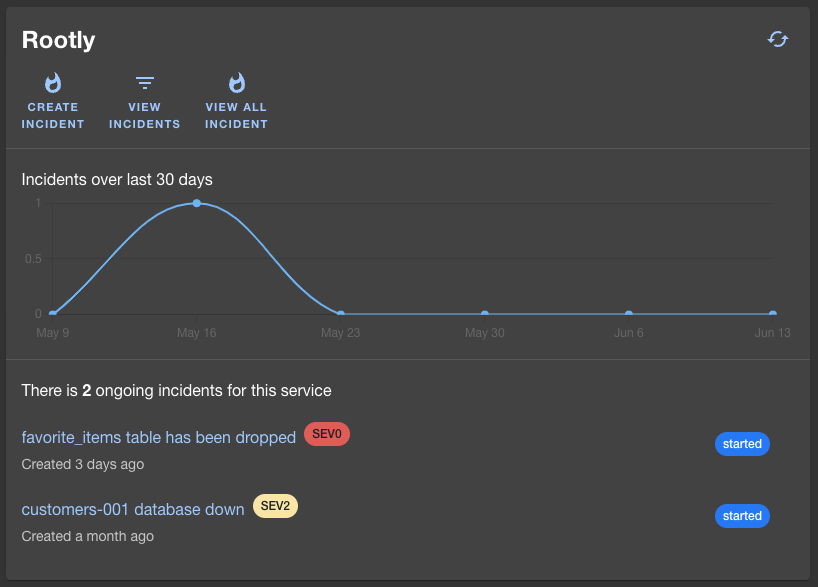 Rootly
CREATE
INCIDENT
VIEW
INCIDENTS
VIEW ALL
INCIDENT
Incidents over last 30 days
1
0.5
0
May 9
May 16
May 23
May 30
Jun 6
Jun 13
There is 2 ongoing incidents for this service
favorite_items table has been dropped SEV0
started
Created 3 days ago
customers-001 database down SEV2
started
Created a month ago